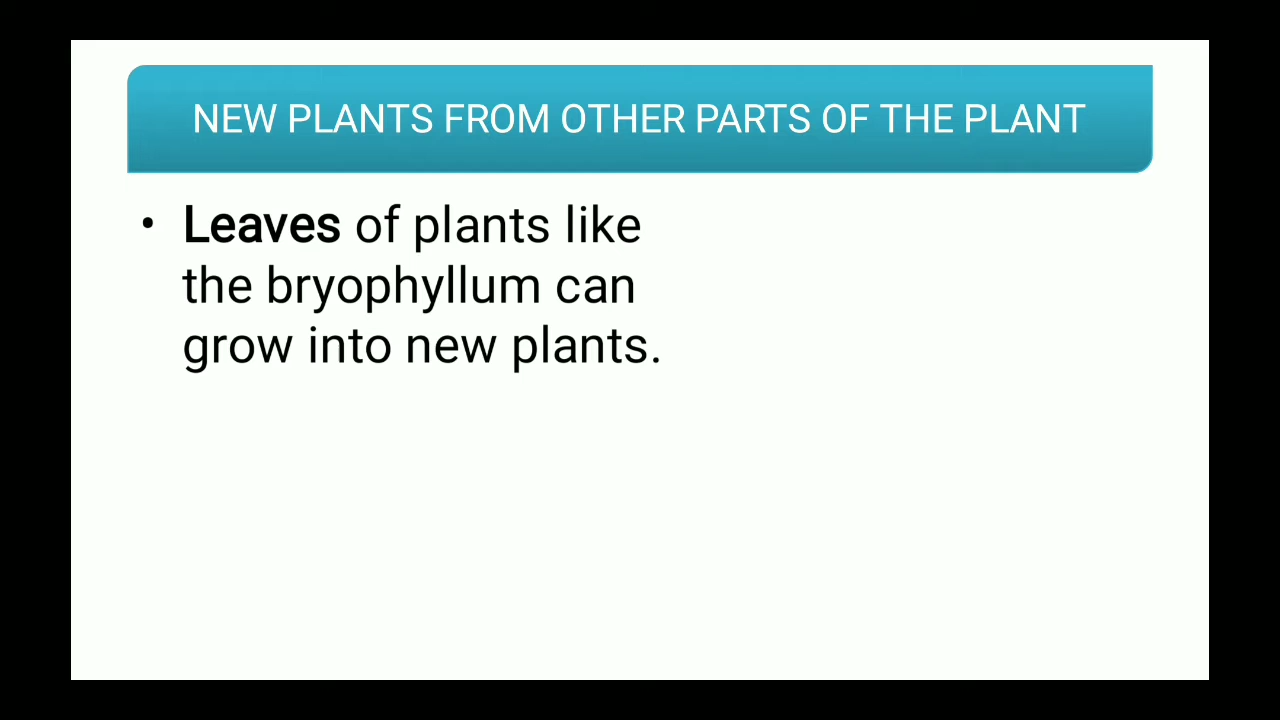 NEW PLANTS FROM OTHER PARTS OF THE PLANT
• Leaves of plants like
the bryophyllum can
grow into new plants.